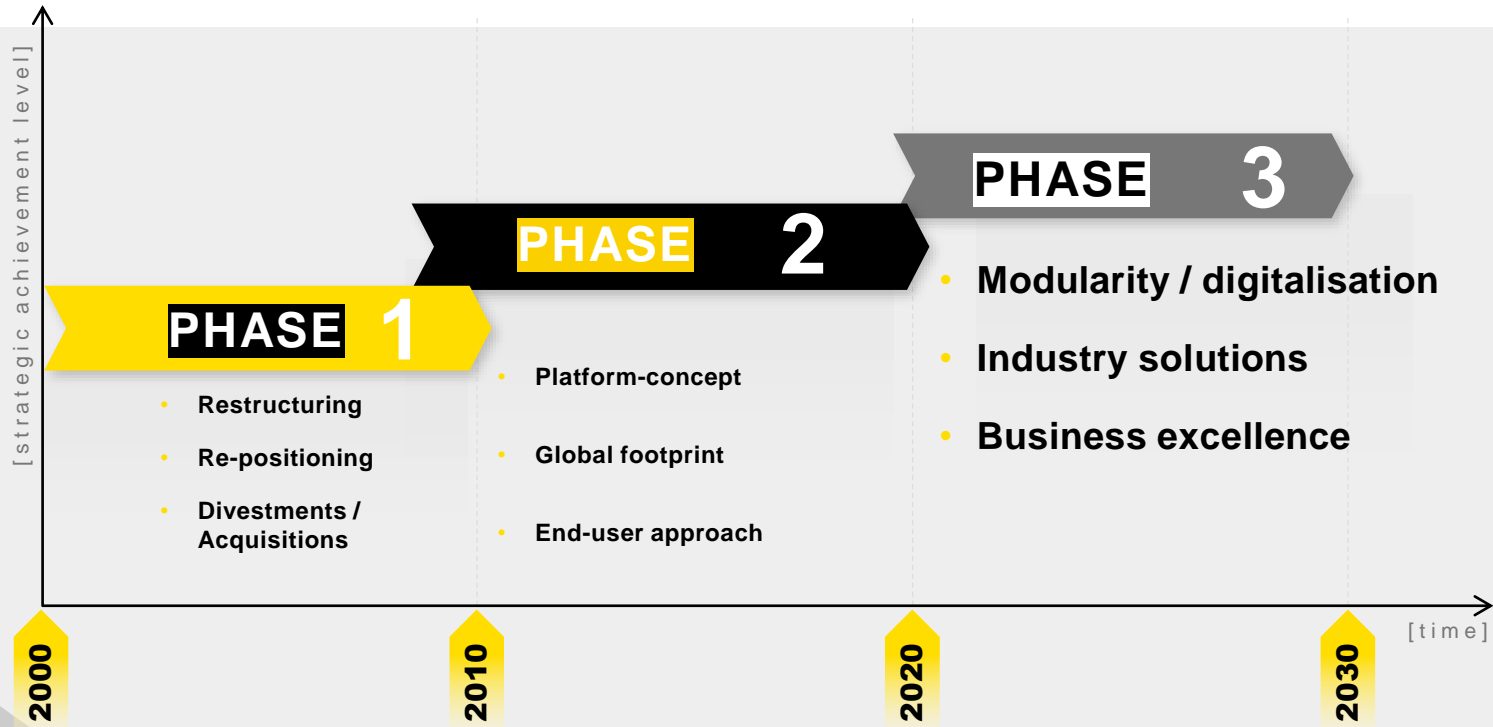 [strategic achievement level]
PHASE 1
• Restructuring
• Re-positioning
• Divestments /
Acquisitions
PHASE 2
• Platform-concept
• Global footprint
• End-user approach
PHASE 3
• Modularity / digitalisation
• Industry solutions
• Business excellence
[time]
2000
2010
2020
2030